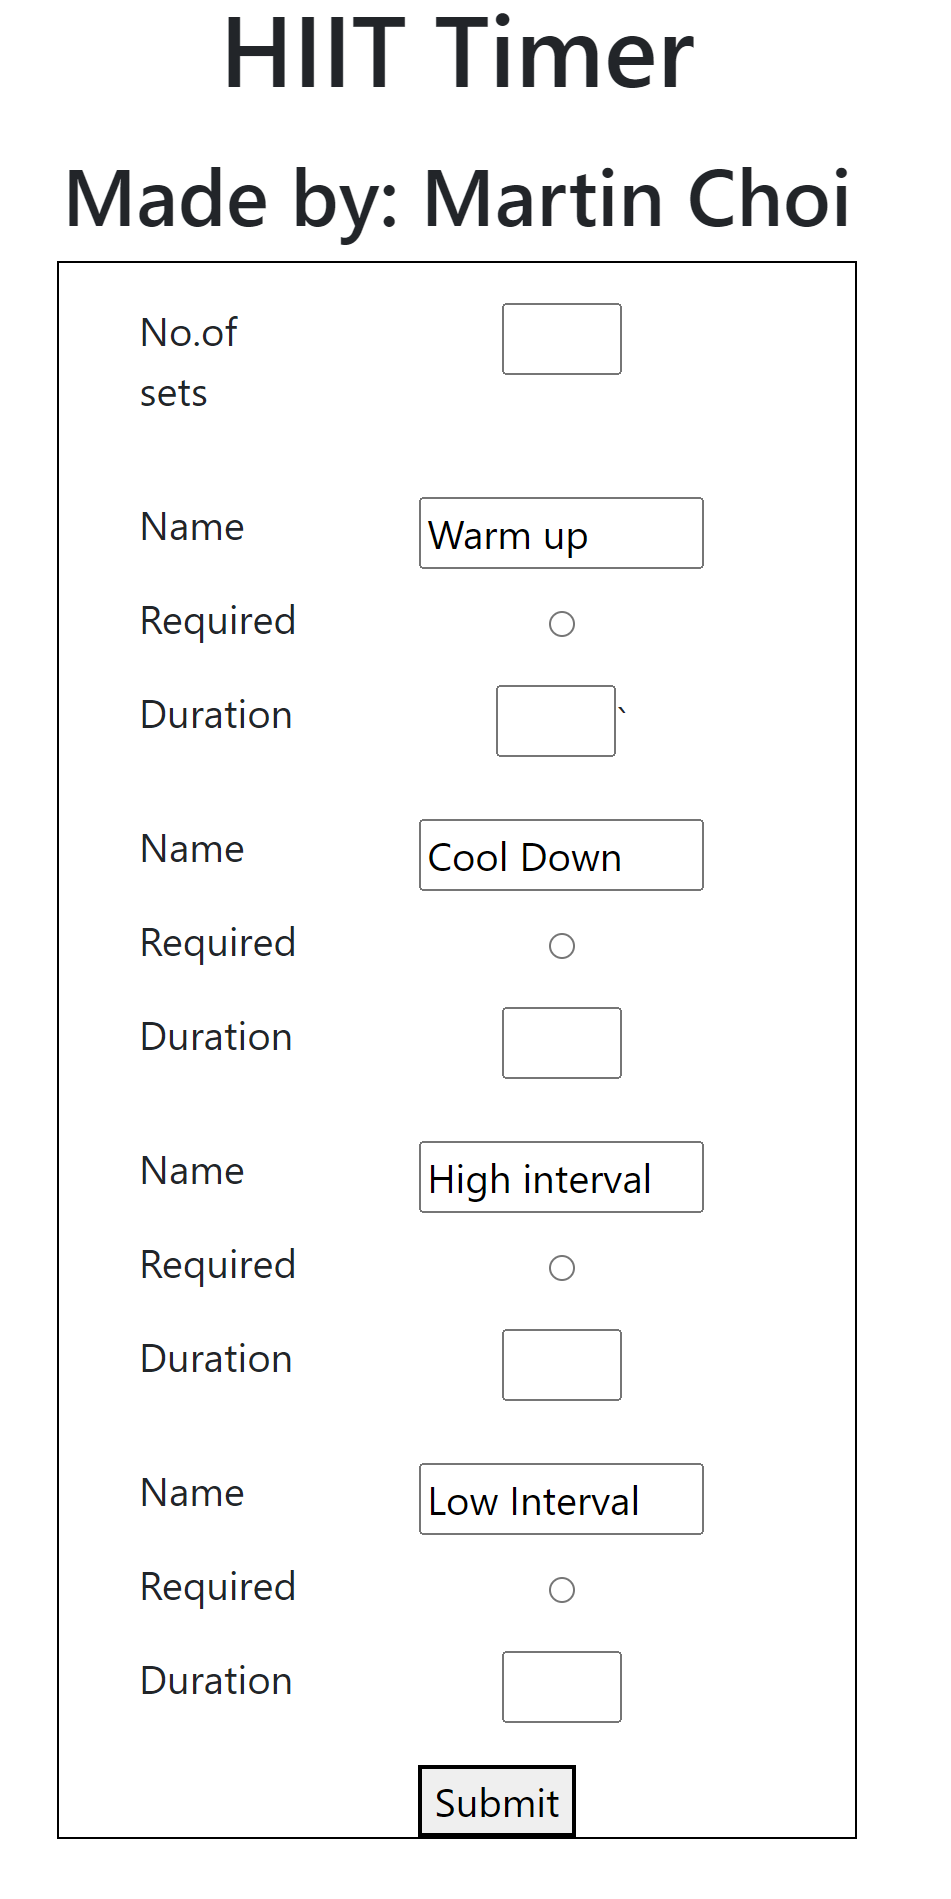 HIIT Timer
Made by: Martin Choi
No.of
sets
Name
Warm up
Required
Duration
`
Name
Cool Down
Required
Duration
Name
High interval
Required
Duration
Name
Low Interval
Required
Duration
Submit